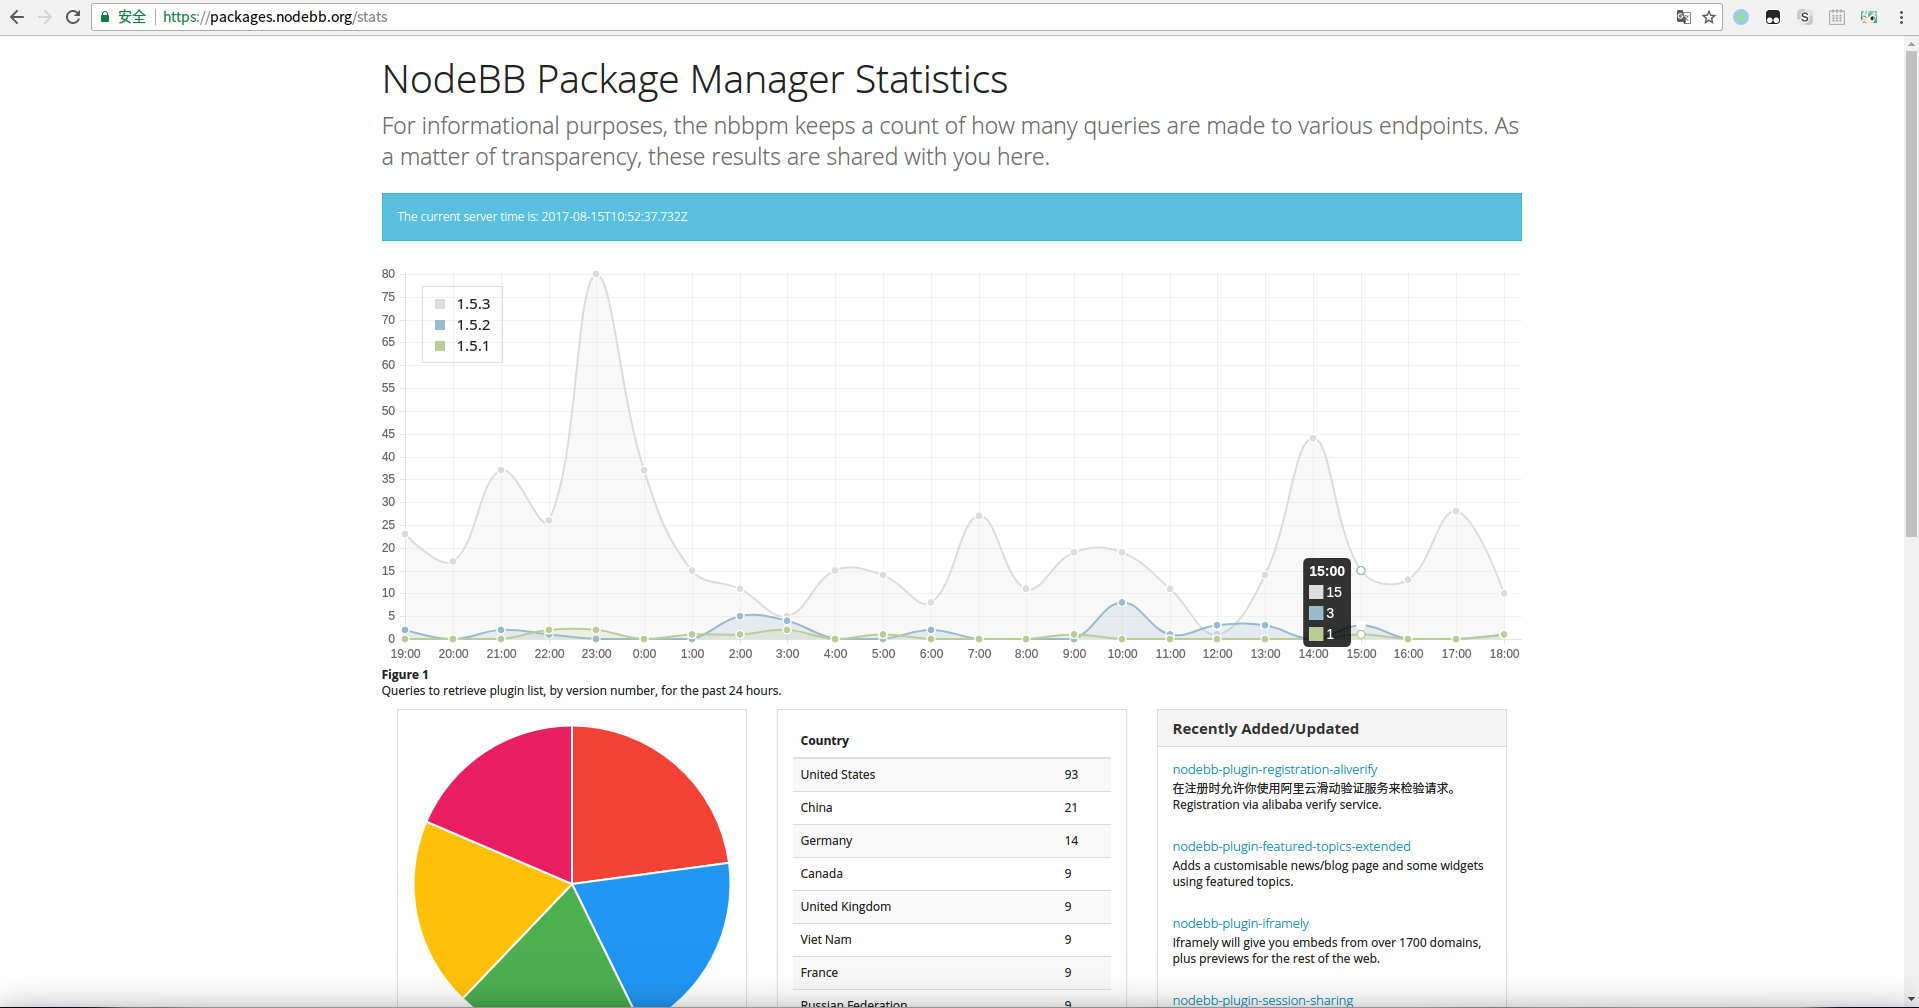 安全 https://packages.nodebb.org/stats
NodeBB Package Manager Statistics
For informational purposes, the nbbpm keeps a count of how many queries are made to various endpoints. As
a matter of transparency, these results are shared with you here.
The current server time is: 2017-08-15T10:52:37.732Z
80
75
70
65
60
55
50
45
40
35
30
25
20
15
10
5
0
1.5.3
1.5.2
1.5.1
15:00
15
3
1
19:00 20:00 21:00 22:00 23:00 0:00 1:00 2:00 3:00 4:00 5:00 6:00 7:00 8:00 9:00 10:00 11:00 12:00 13:00 14:00 15:00 16:00 17:00 18:00
Figure 1
Queries to retrieve plugin list, by version number, for the past 24 hours.
Country
United States 93
China 21
Germany 14
Canada 9
United Kingdom 9
Viet Nam 9
France 9
Russian Federation 9
Recently Added/Updated
nodebb-plugin-registration-aliverify
在注册时允许你使用阿里云滑动验证服务来检验请求。
Registration via alibaba verify service.
nodebb-plugin-featured-topics-extended
Adds a customisable news/blog page and some widgets
using featured topics.
nodebb-plugin-iframely
Iframely will give you embeds from over 1700 domains,
plus previews for the rest of the web.
nodebb-plugin-session-sharing